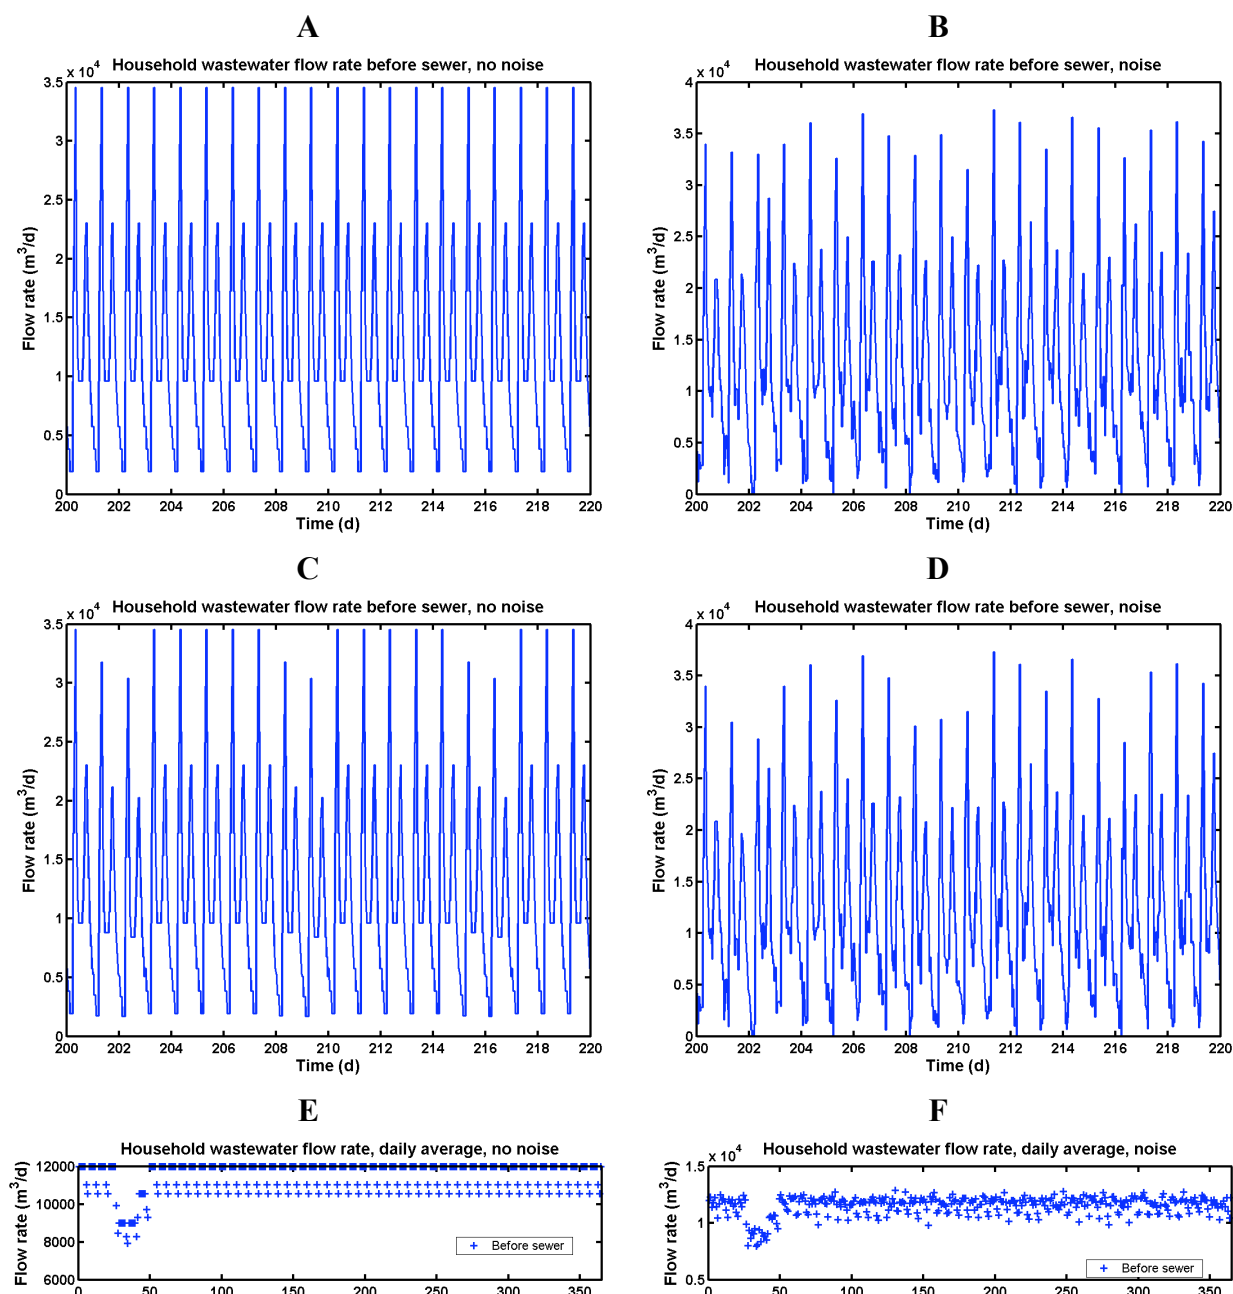 A
B
Household wastewater flow rate before sewer, no noise
x 10^4
Flow rate (m^3/d)
3.5
3
2.5
2
1.5
1
0.5
0
200 202 204 206 208 210 212 214 216 218 220
Time (d)
Household wastewater flow rate before sewer, noise
x 10^4
Flow rate (m^3/d)
4
3.5
3
2.5
2
1.5
1
0.5
0
200 202 204 206 208 210 212 214 216 218 220
Time (d)
C
D
Household wastewater flow rate before sewer, no noise
x 10^4
Flow rate (m^3/d)
3.5
3
2.5
2
1.5
1
0.5
0
200 202 204 206 208 210 212 214 216 218 220
Time (d)
Household wastewater flow rate before sewer, noise
x 10^4
Flow rate (m^3/d)
4
3.5
3
2.5
2
1.5
1
0.5
0
200 202 204 206 208 210 212 214 216 218 220
Time (d)
E
F
Household wastewater flow rate, daily average, no noise
Flow rate (m^3/d)
12000
10000
8000
6000
Before sewer
0 50 100 150 200 250 300 350
Household wastewater flow rate, daily average, noise
x 10^4
Flow rate (m^3/d)
1.5
1
0.5
Before sewer
0 50 100 150 200 250 300 350